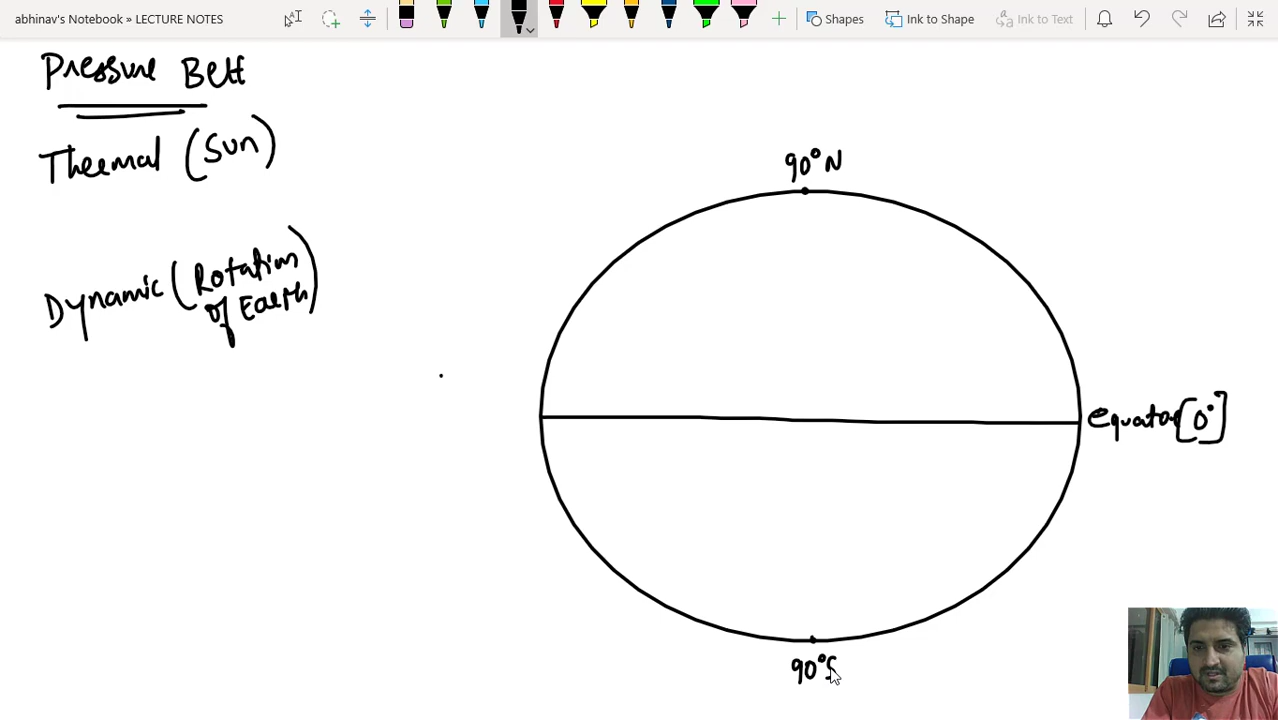 abhinav's Notebook » LECTURE NOTES
Shapes
Ink to Shape
Ink to Text
Pressure Belt
Thermal (Sun)
90°N
Dynamic (Rotation
of Earth)
equator [0°]
90°S